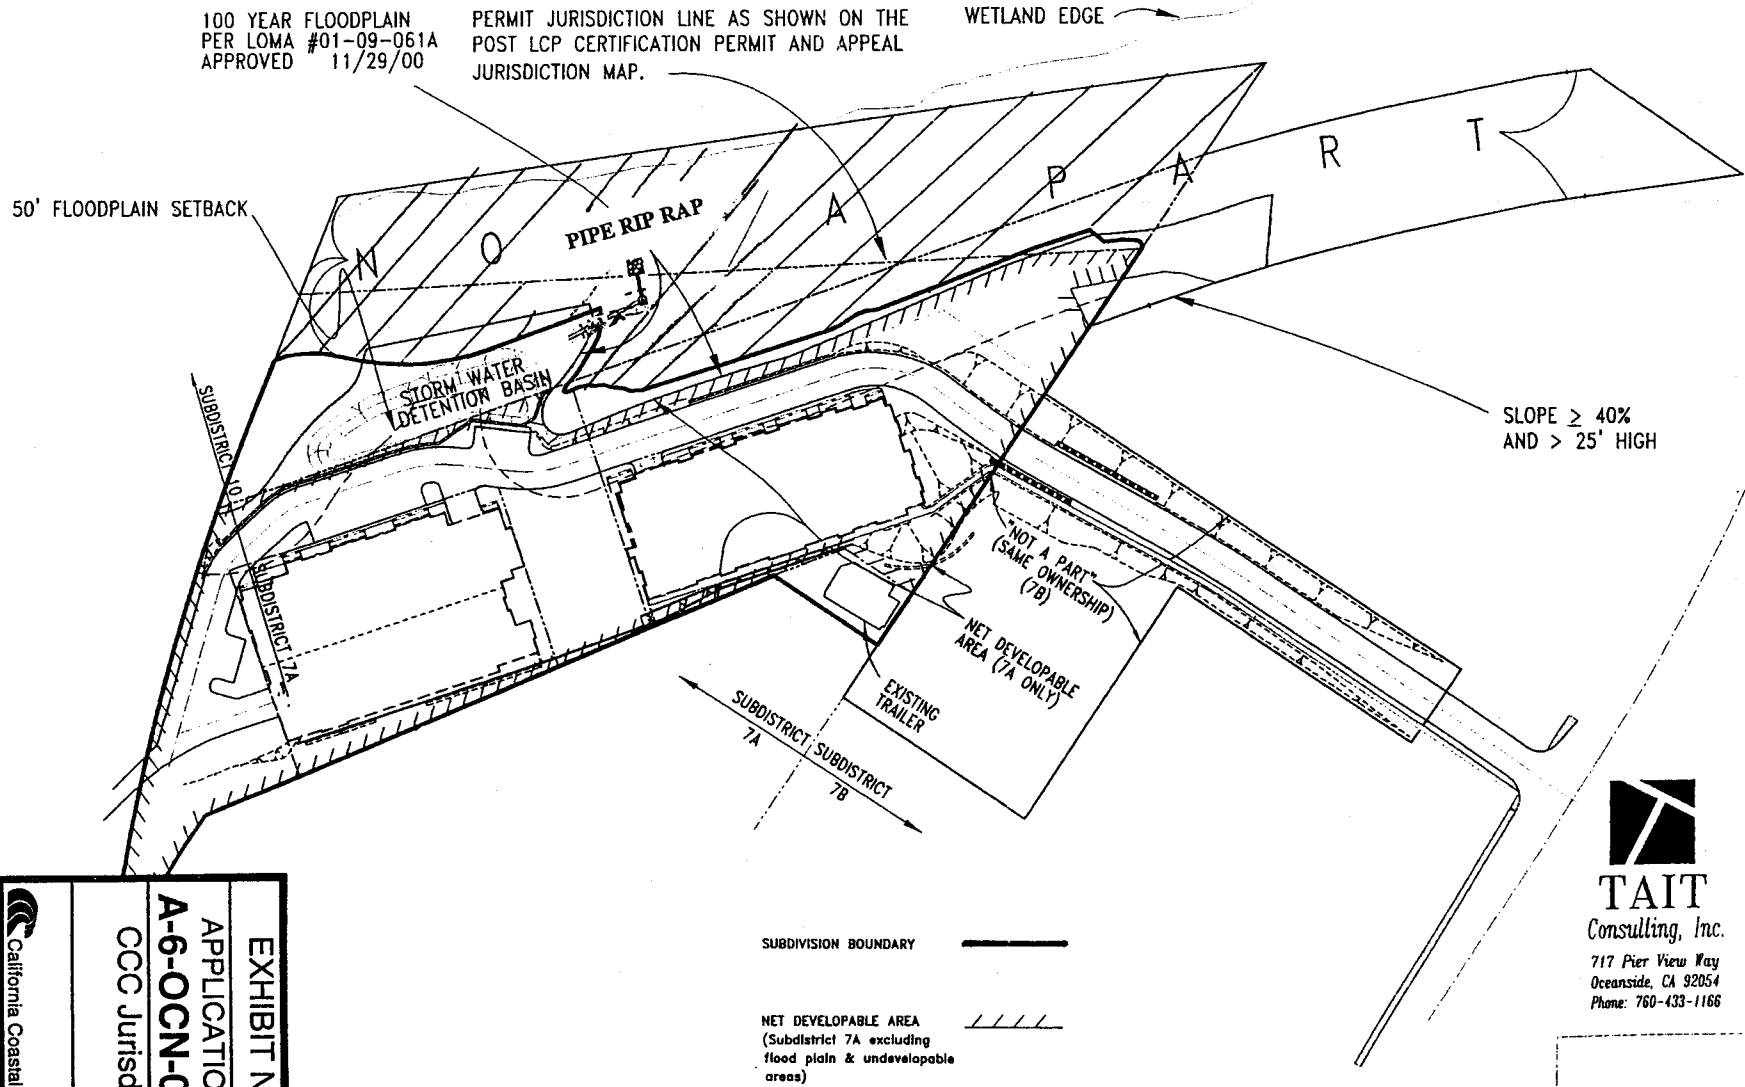 100 YEAR FLOODPLAIN
PER LOMA #01-09-061A
APPROVED 11/29/00
PERMIT JURISDICTION LINE AS SHOWN ON THE
POST LCP CERTIFICATION PERMIT AND APPEAL
JURISDICTION MAP.
WETLAND EDGE
50' FLOODPLAIN SETBACK
N O A P A R T
PIPE RIP RAP
STORM WATER
DETENTION BASIN
SUBDISTRICT 10
SUBDISTRICT 7A
SLOPE ≥ 40%
AND > 25' HIGH
"NOT A PART"
(SAME OWNERSHIP)
(7B)
NET DEVELOPABLE
AREA (7A ONLY)
EXISTING
TRAILER
SUBDISTRICT
7A
SUBDISTRICT
7B
SUBDIVISION BOUNDARY
NET DEVELOPABLE AREA
(Subdistrict 7A excluding
flood plain & undevelopable
areas)
TAIT
Consulting, Inc.
717 Pier View Way
Oceanside, CA 92054
Phone: 760-433-1166
EXHIBIT
APPLICATIO
A-6-OCN-0
CCC Jurisd
California Coastal